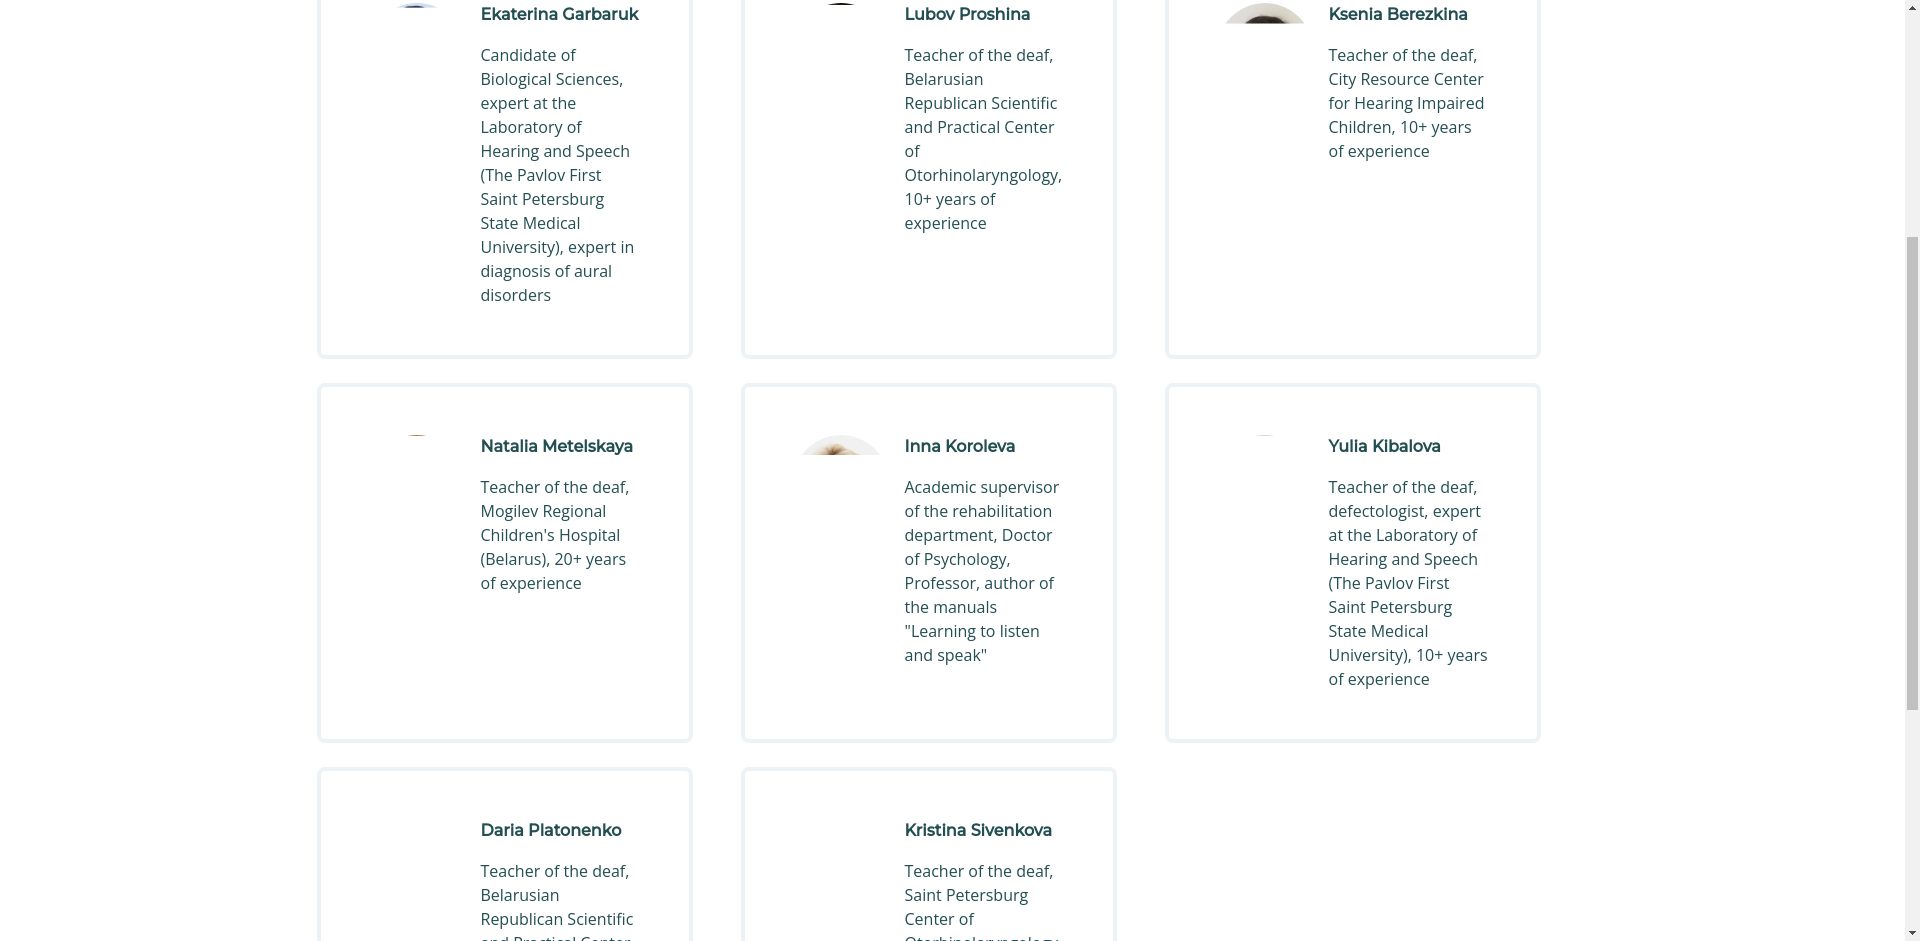 Ekaterina Garbaruk
Candidate of
Biological Sciences,
expert at the
Laboratory of
Hearing and Speech
(The Pavlov First
Saint Petersburg
State Medical
University), expert in
diagnosis of aural
disorders
Lubov Proshina
Teacher of the deaf,
Belarusian
Republican Scientific
and Practical Center
of
Otorhinolaryngology,
10+ years of
experience
Ksenia Berezkina
Teacher of the deaf,
City Resource Center
for Hearing Impaired
Children, 10+ years
of experience
Natalia Metelskaya
Teacher of the deaf,
Mogilev Regional
Children's Hospital
(Belarus), 20+ years
of experience
Inna Koroleva
Academic supervisor
of the rehabilitation
department, Doctor
of Psychology,
Professor, author of
the manuals
"Learning to listen
and speak"
Yulia Kibalova
Teacher of the deaf,
defectologist, expert
at the Laboratory of
Hearing and Speech
(The Pavlov First
Saint Petersburg
State Medical
University), 10+ years
of experience
Daria Platonenko
Teacher of the deaf,
Belarusian
Republican Scientific
and Practical Center
Kristina Sivenkova
Teacher of the deaf,
Saint Petersburg
Center of
Otorhinolaryngology